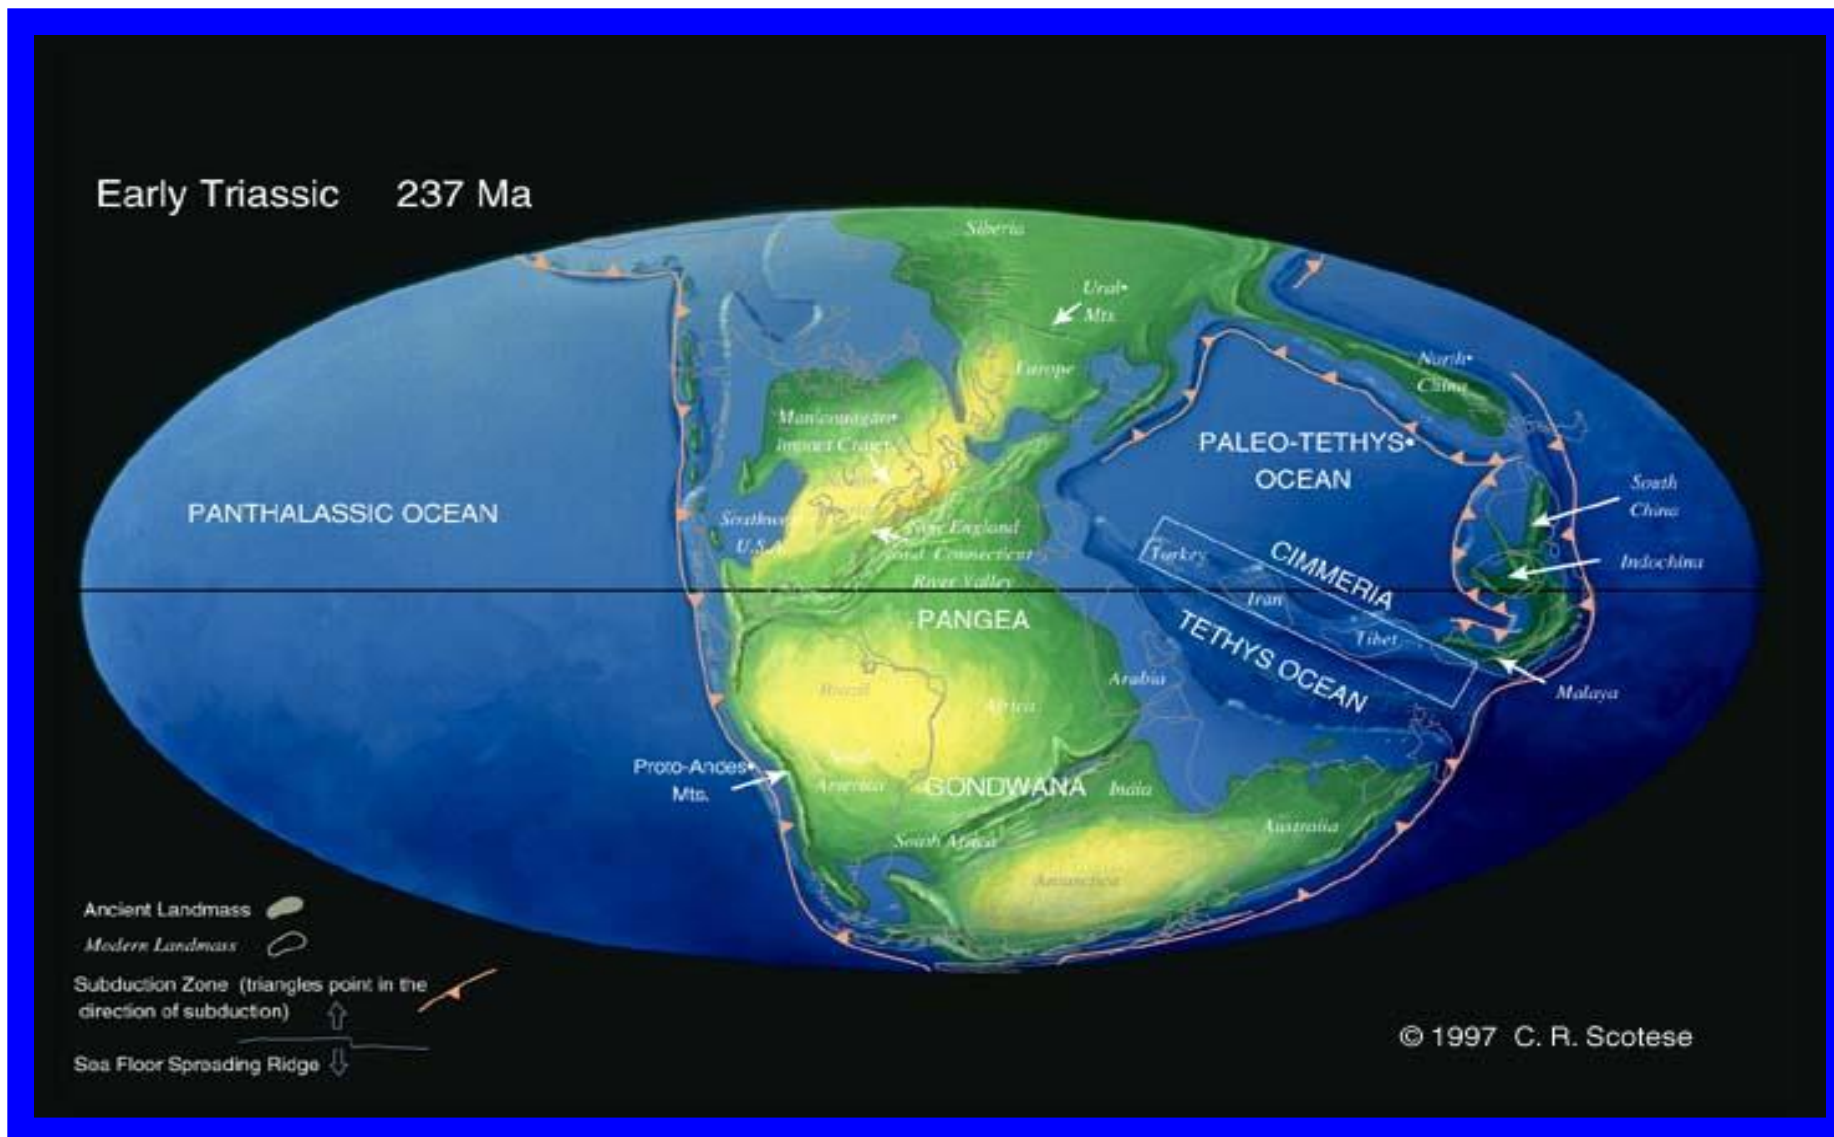 Early Triassic 237 Ma
Siberia
Ural•
Mts.
Europe
North•
China
Manicouagan•
Impact Crater
PALEO-TETHYS•
OCEAN
South
China
PANTHALASSIC OCEAN
U.S.A.
New England
and Connecticut
River Valley
Turkey
CIMMERIA
Indochina
Iran
PANGEA
TETHYS OCEAN
Tibet
Arabia
Malaya
Brazil
Africa
Proto-Andes•
Mts.
South
America
GONDWANA
India
South Africa
Australia
Antarctica
Ancient Landmass
Modern Landmass
Subduction Zone (triangles point in the
direction of subduction)
Sea Floor Spreading Ridge
© 1997 C. R. Scotese